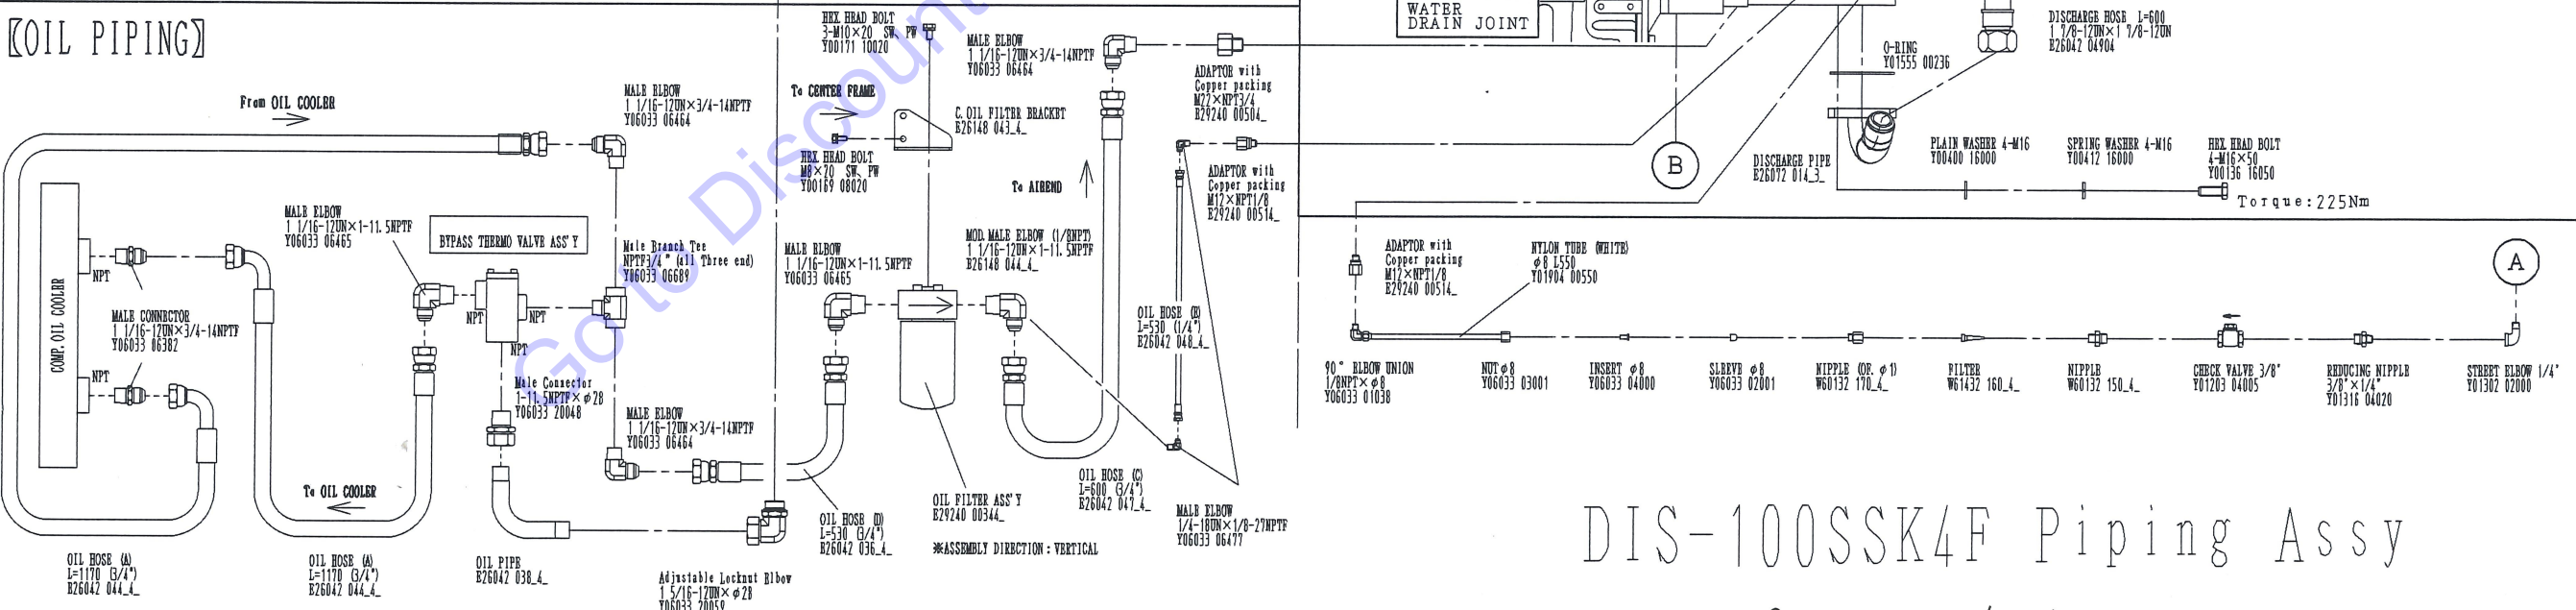 【OIL PIPING】
From OIL COOLER
MALE ELBOW
1 1/16-12UN×3/4-14NPTF
Y06033 06464
MALE ELBOW
1 1/16-12UN×1-11.5NPTF
Y06033 06465
BYPASS THERMO VALVE ASS'Y
Male Branch Tee
NPTF3/4" (all Three end)
Y06033 06689
COMP. OIL COOLER
NPT
MALE CONNECTOR
1 1/16-12UN×3/4-14NPTF
Y06033 06382
NPT
NPT
NPT
NPT
Male Connector
1-11.5NPTF×φ28
Y06033 20048
MALE ELBOW
1 1/16-12UN×3/4-14NPTF
Y06033 06464
To OIL COOLER
OIL HOSE (A)
L=1170 (3/4")
E26042 044_4_
OIL HOSE (A)
L=1170 (3/4")
E26042 044_4_
OIL PIPE
E26042 038_4_
Adjustable Locknut Elbow
1 5/16-12UN×φ28
Y06033 20059
HEX HEAD BOLT
3-M10×20 SW, PW
Y00171 10020
To CENTER FRAME
C.OIL FILTER BRACKET
E26148 043_4_
HEX HEAD BOLT
M8×20 SW, PW
Y00169 08020
MALE ELBOW
1 1/16-12UN×3/4-14NPTF
Y06033 06464
To AIREND
MALE ELBOW
1 1/16-12UN×1-11.5NPTF
Y06033 06465
MOD. MALE ELBOW (1/8NPT)
1 1/16-12UN×1-11.5NPTF
E26148 044_4_
ADAPTOR with
Copper packing
M22×NPT3/4
E29240 00504_
ADAPTOR with
Copper packing
M12×NPT1/8
E29240 00514_
OIL HOSE (E)
L=530 (1/4")
E26042 048_4_
OIL HOSE (D)
L=530 (3/4")
E26042 036_4_
OIL FILTER ASS'Y
E29240 00344_
※ASSEMBLY DIRECTION : VERTICAL
OIL HOSE (C)
L=600 (3/4")
E26042 047_4_
MALE ELBOW
1/4-18UN×1/8-27NPTF
Y06033 06477
WATER
DRAIN JOINT
B
O-RING
Y01555 00236
DISCHARGE HOSE L=600
1 7/8-12UN×1 7/8-12UN
E26042 04904
DISCHARGE PIPE
E26072 014_3_
PLAIN WASHER 4-M16
Y00400 16000
SPRING WASHER 4-M16
Y00412 16000
HEX HEAD BOLT
4-M16×50
Y00136 16050
Torque:225Nm
ADAPTOR with
Copper packing
M12×NPT1/8
E29240 00514_
NYLON TUBE (WHITE)
φ8 L550
Y01904 00550
A
90° ELBOW UNION
1/8NPT×φ8
Y06033 01038
NUT φ8
Y06033 03001
INSERT φ8
Y06033 04000
SLEEVE φ8
Y06033 02001
NIPPLE (OF. φ1)
W60132 170_4_
FILTER
W61432 160_4_
NIPPLE
W60132 150_4_
CHECK VALVE 3/8"
Y01203 04005
REDUCING NIPPLE
3/8"×1/4"
Y01316 04020
STREET ELBOW 1/4"
Y01302 02000
DIS-100SSK4F Piping Assy
Go to Discount